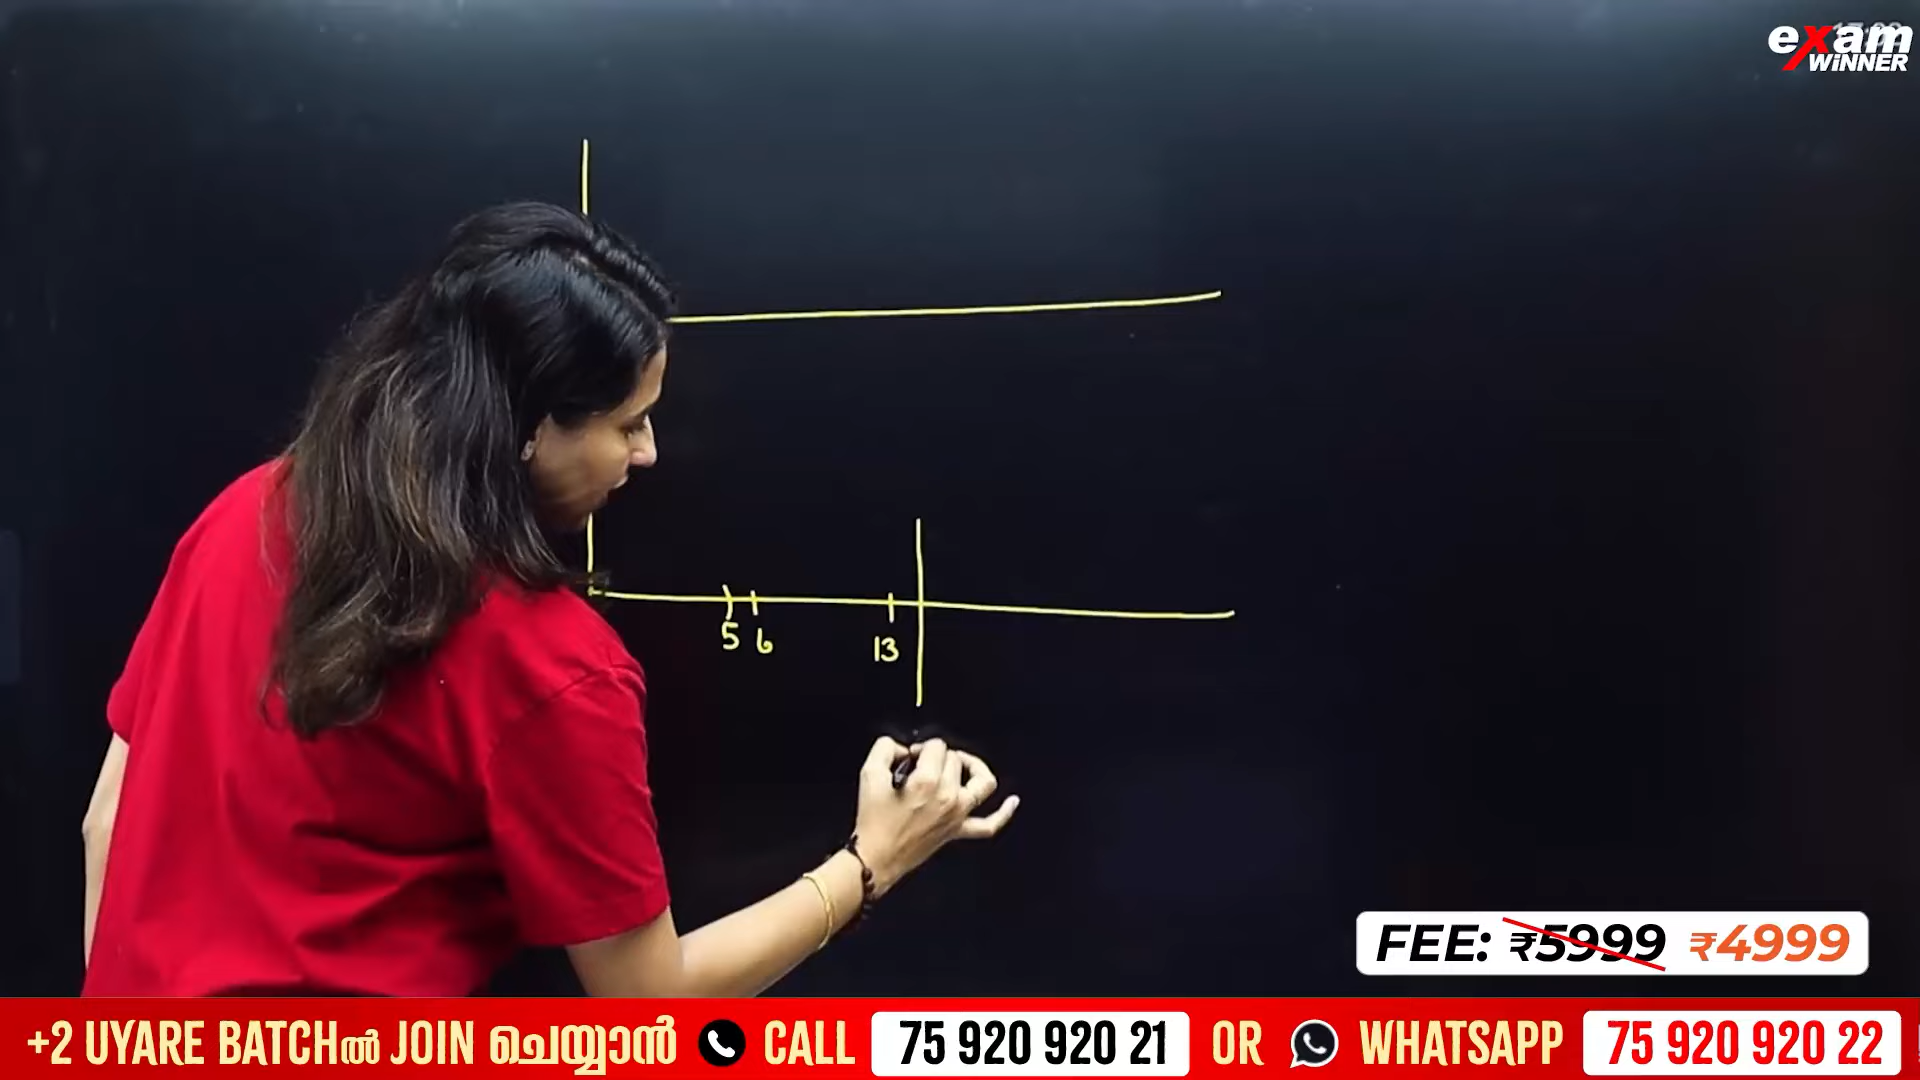 exam
WiNNER
5 6 13
FEE: ₹5999 ₹4999
+2 UYARE BATCHൽ JOIN ചെയ്യാൻ CALL 75 920 920 21 OR WHATSAPP 75 920 920 22